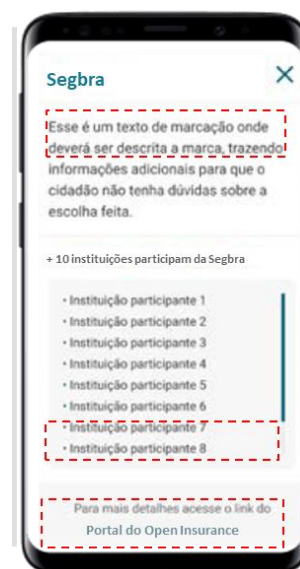 Segbra
Esse é um texto de marcação onde
deverá ser descrita a marca, trazendo
informações adicionais para que o
cidadão não tenha dúvidas sobre a
escolha feita.
+ 10 instituições participam da Segbra
• Instituição participante 1
• Instituição participante 2
• Instituição participante 3
• Instituição participante 4
• Instituição participante 5
• Instituição participante 6
• Instituição participante 7
• Instituição participante 8
Para mais detalhes acesse o link do
Portal do Open Insurance